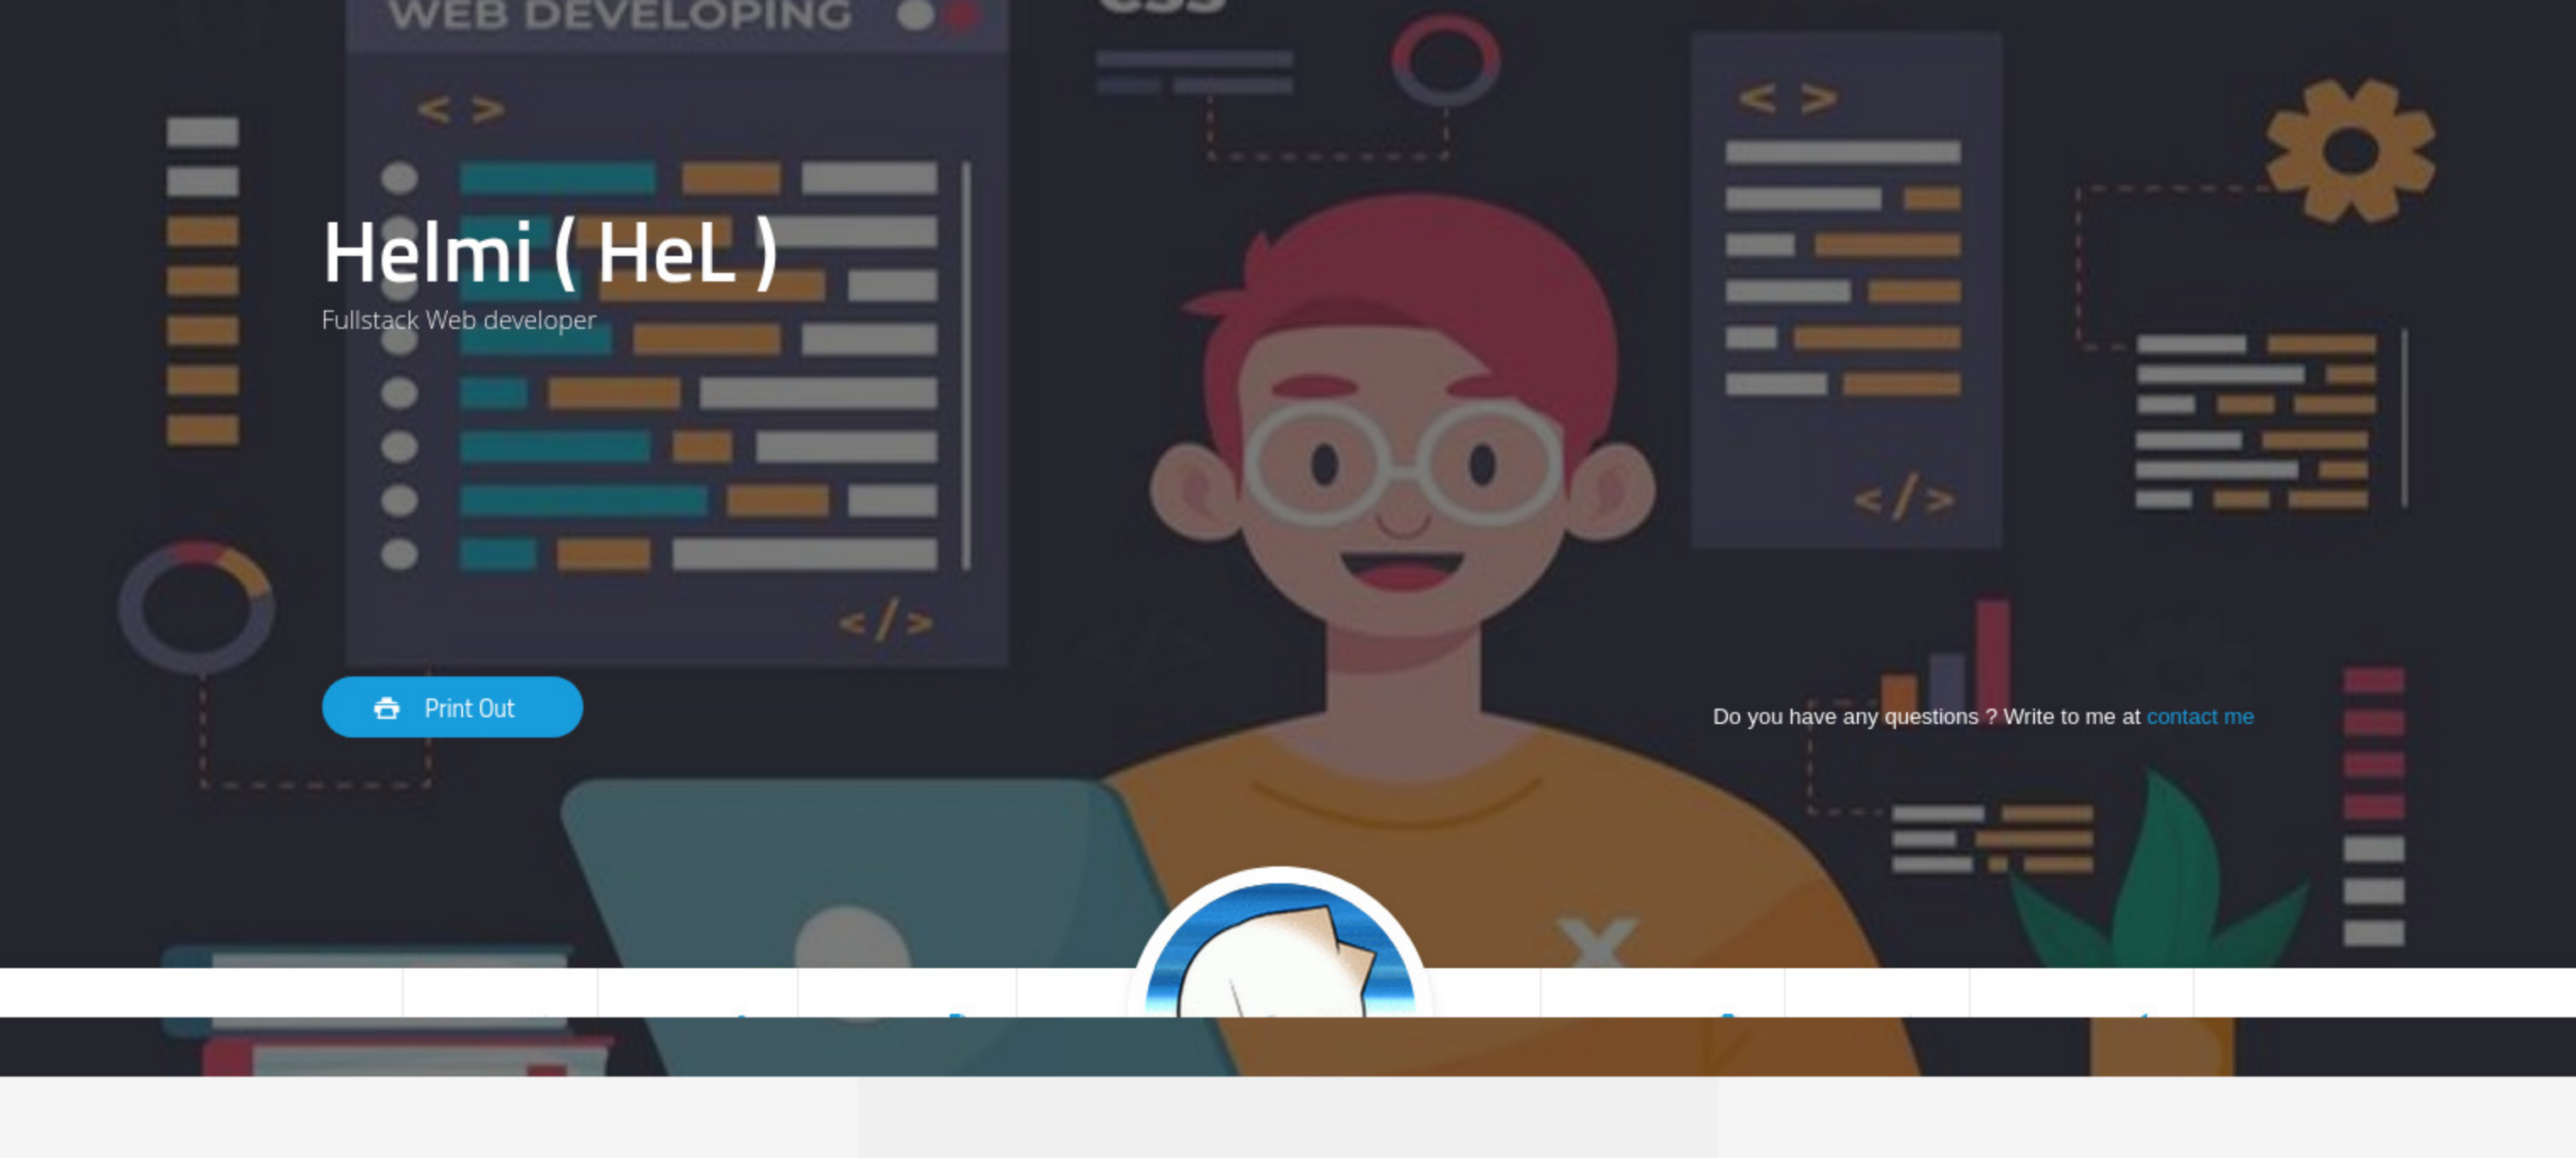 WEB DEVELOPING
css
< >
< >
Helmi ( HeL )
Fullstack Web developer
</>
</>
Print Out
Do you have any questions ? Write to me at contact me
X